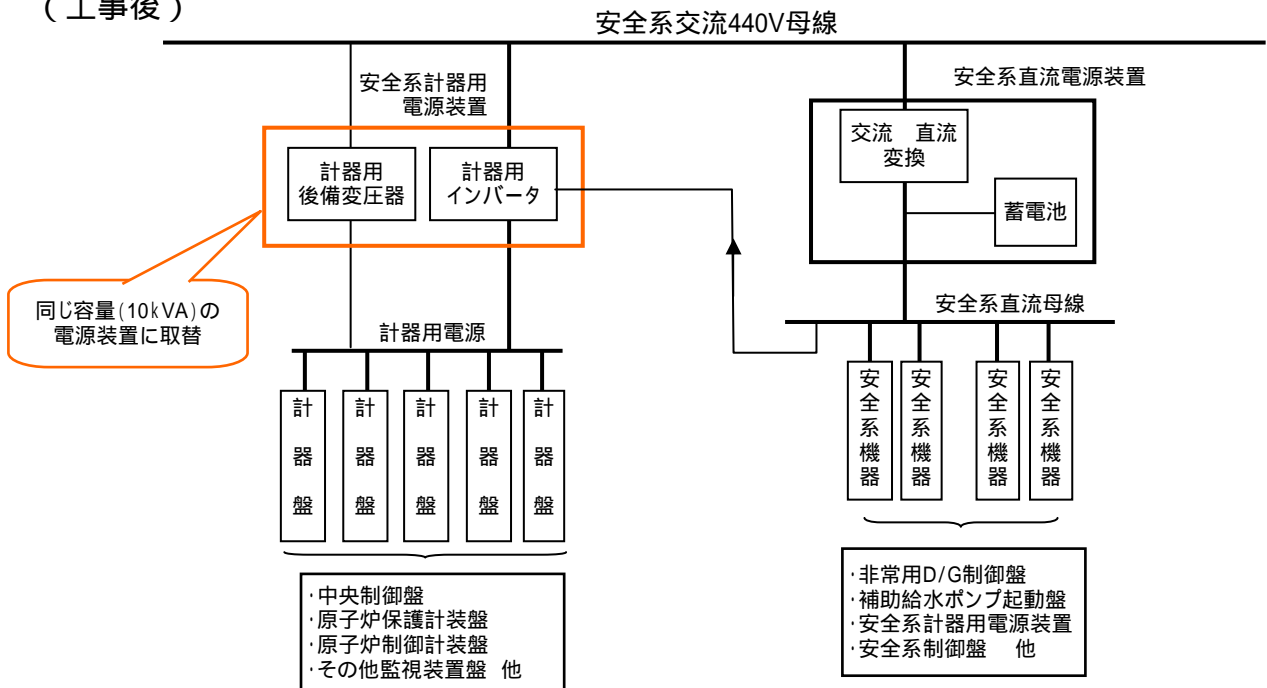 （工事後）
安全系交流440V母線
安全系計器用
電源装置
安全系直流電源装置
計器用
後備変圧器
計器用
インバータ
交流　直流
変換
蓄電池
同じ容量(10kVA)の
電源装置に取替
計器用電源
安全系直流母線
計器盤
計器盤
計器盤
計器盤
計器盤
安全系機器
安全系機器
安全系機器
安全系機器
・中央制御盤
・原子炉保護計装盤
・原子炉制御計装盤
・その他監視装置盤 他
・非常用D/G制御盤
・補助給水ポンプ起動盤
・安全系計器用電源装置
・安全系制御盤　他